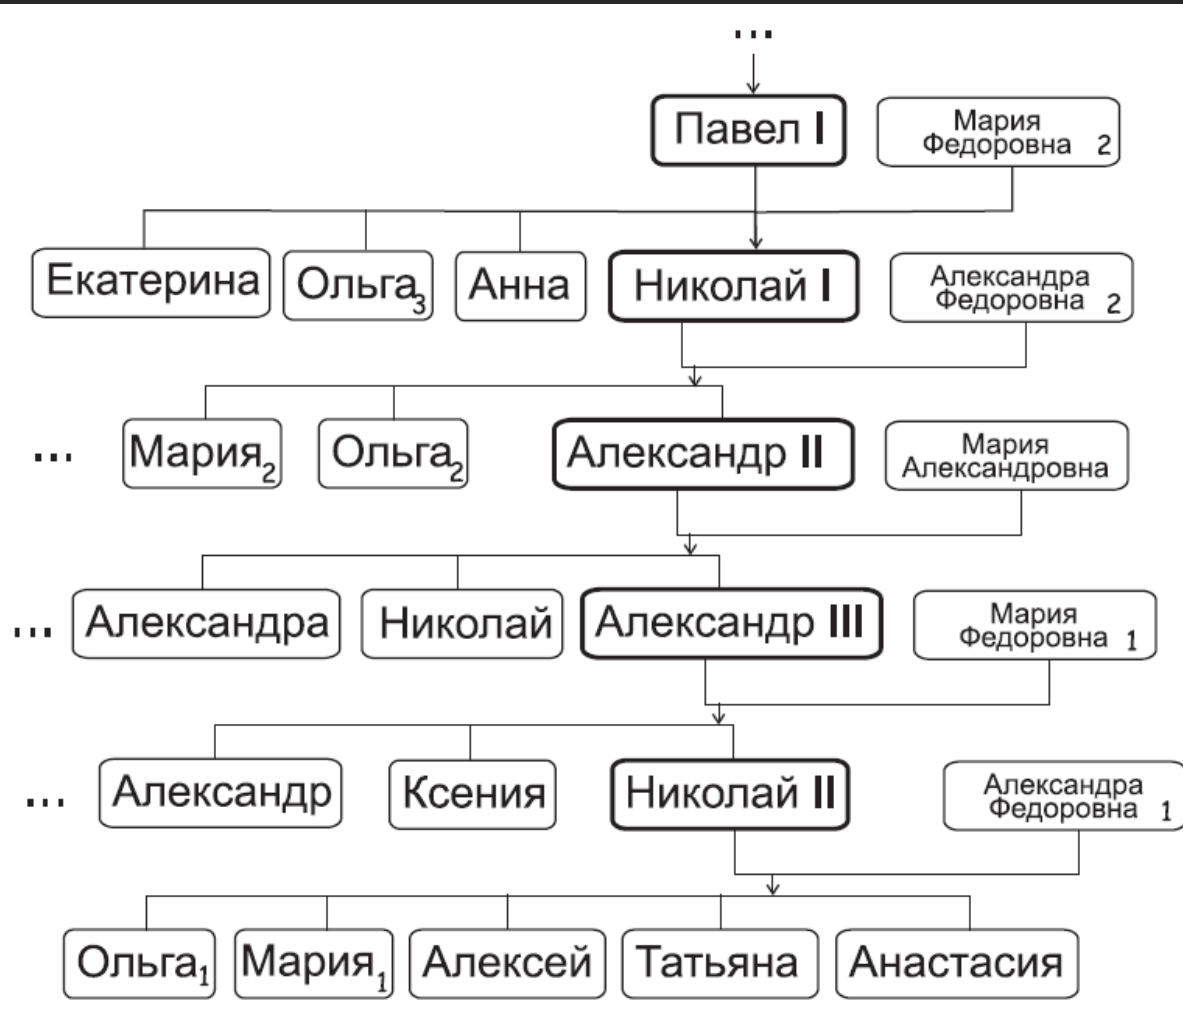 ...
Павел I
Мария
Федоровна 2
Екатерина
Ольга3
Анна
Николай I
Александра
Федоровна 2
...
Мария2
Ольга2
Александр II
Мария
Александровна
...
Александра
Николай
Александр III
Мария
Федоровна 1
...
Александр
Ксения
Николай II
Александра
Федоровна 1
Ольга1
Мария1
Алексей
Татьяна
Анастасия